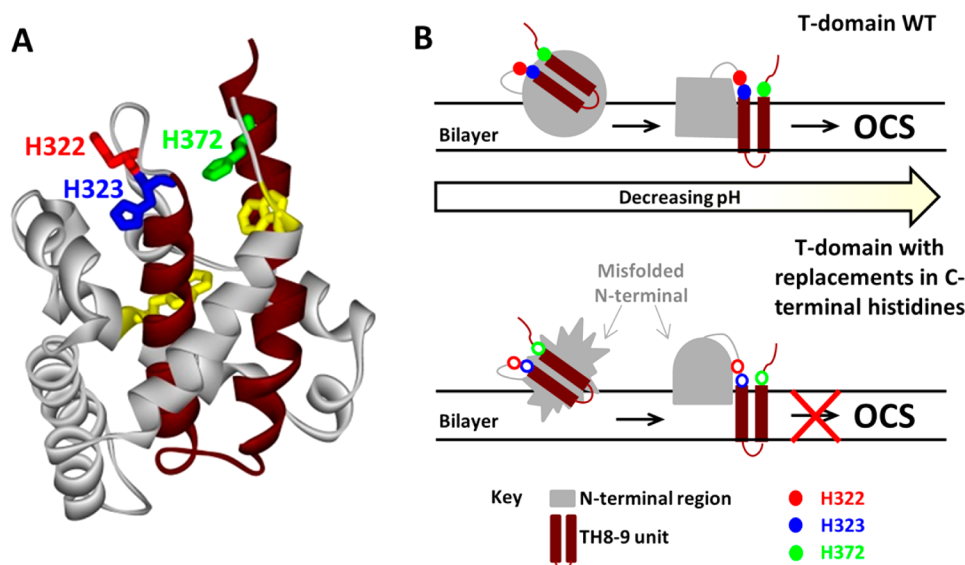 A
H322
H323
H372
B
T-domain WT
Bilayer
OCS
Decreasing pH
T-domain with
replacements in C-
terminal histidines
Misfolded
N-terminal
Bilayer
OCS
Key
N-terminal region
TH8-9 unit
H322
H323
H372